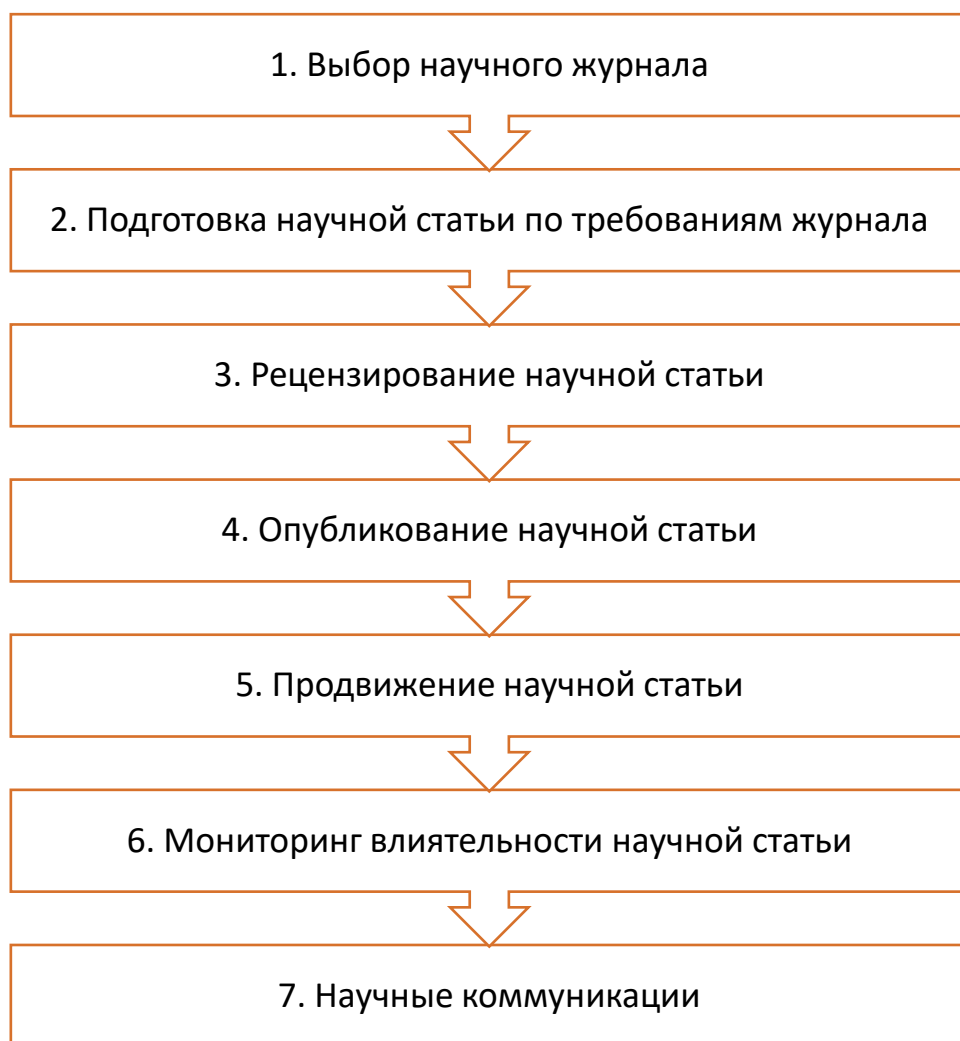 1. Выбор научного журнала
2. Подготовка научной статьи по требованиям журнала
3. Рецензирование научной статьи
4. Опубликование научной статьи
5. Продвижение научной статьи
6. Мониторинг влиятельности научной статьи
7. Научные коммуникации